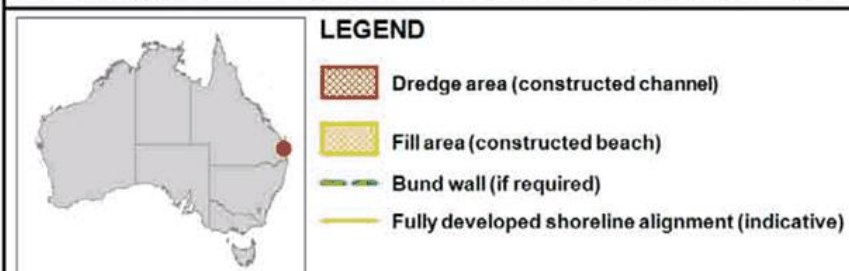 LEGEND
Dredge area (constructed channel)
Fill area (constructed beach)
Bund wall (if required)
Fully developed shoreline alignment (indicative)